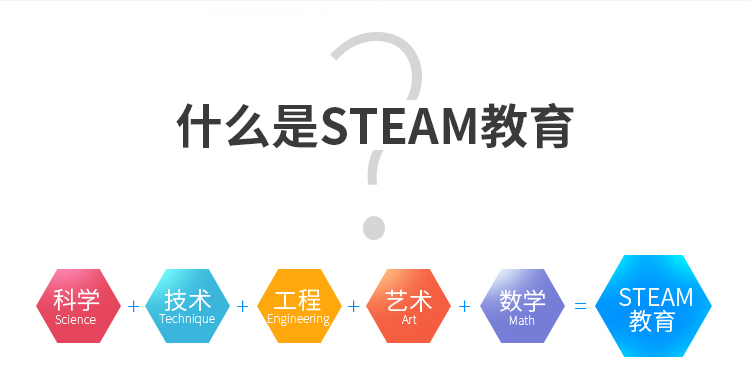 什么是STEAM教育
?
科学
Science
+
技术
Technique
+
工程
Engineering
+
艺术
Art
+
数学
Math
=
STEAM
教育